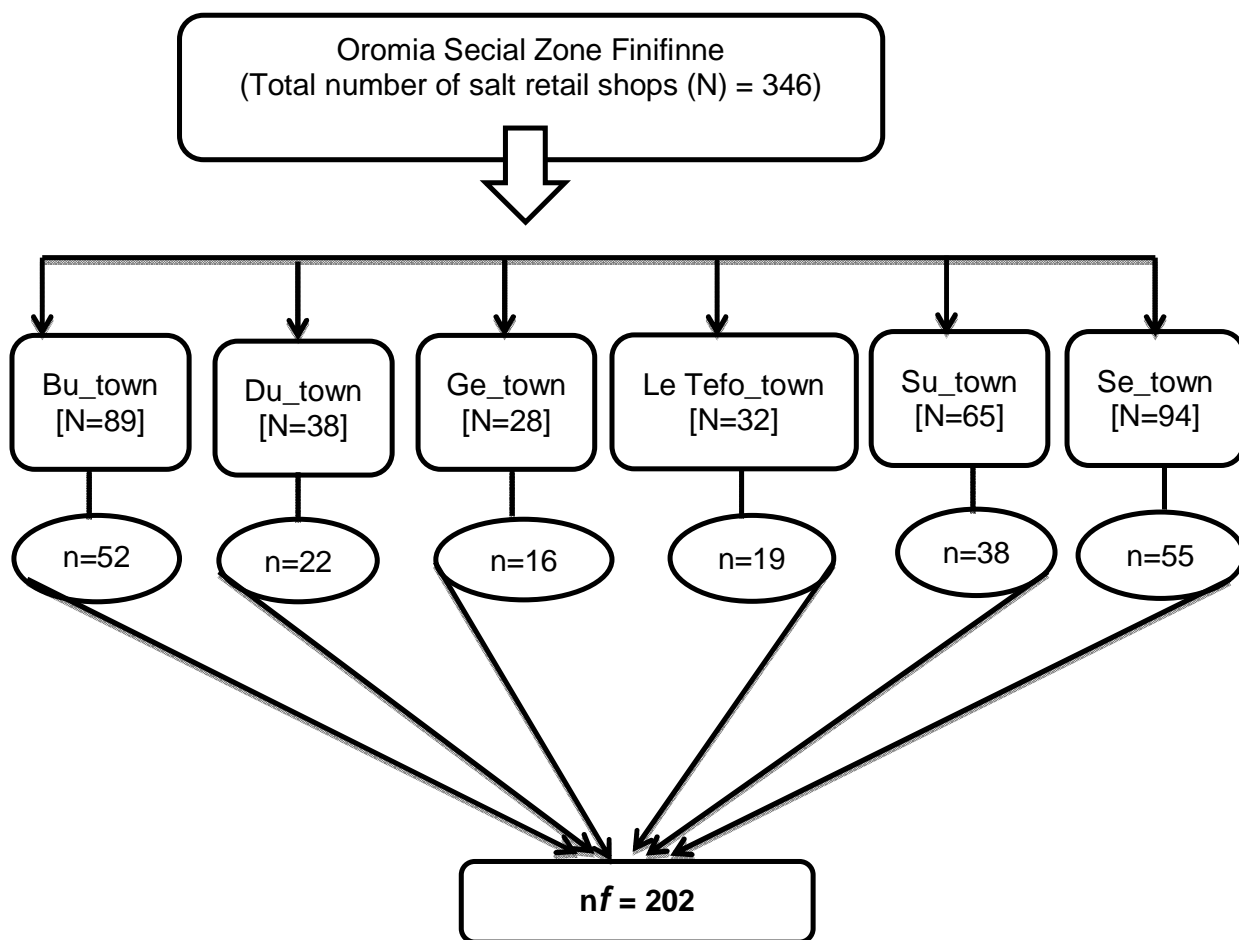 Oromia Secial Zone Finifinne
(Total number of salt retail shops (N) = 346)
Bu_town
[N=89]
Du_town
[N=38]
Ge_town
[N=28]
Le Tefo_town
[N=32]
Su_town
[N=65]
Se_town
[N=94]
n=52
n=22
n=16
n=19
n=38
n=55
nf = 202